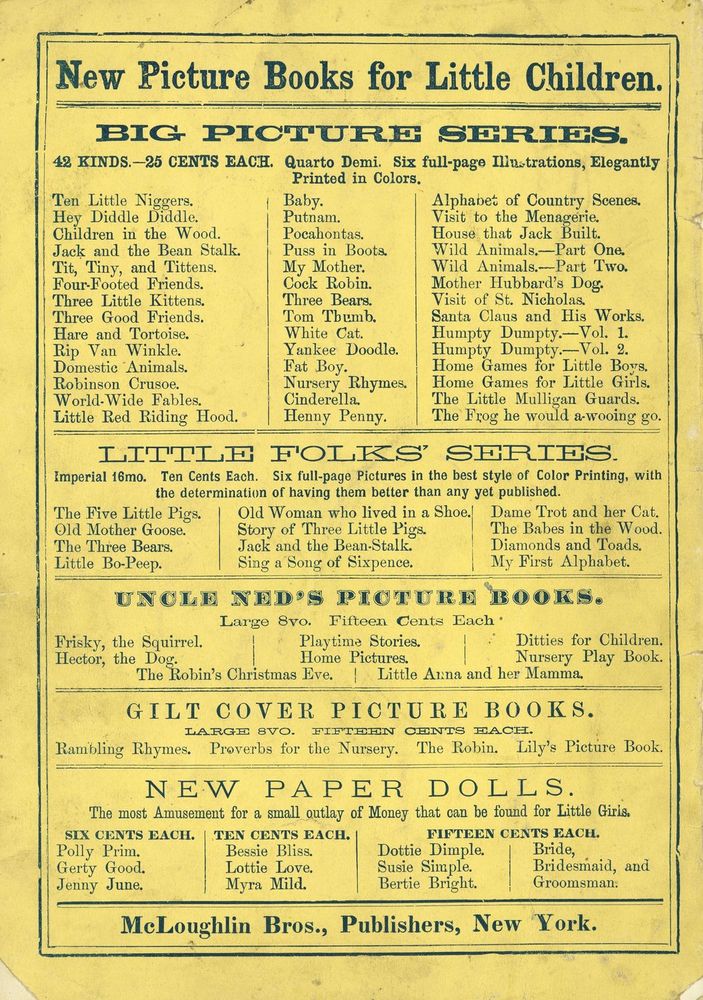 New Picture Books for Little Children.
BIG PICTURE SERIES.
42 KINDS.—25 CENTS EACH. Quarto Demi. Six full-page Illustrations, Elegantly
Printed in Colors.
Ten Little Niggers.
Hey Diddle Diddle.
Children in the Wood.
Jack and the Bean Stalk.
Tit, Tiny, and Tittens.
Four-Footed Friends.
Three Little Kittens.
Three Good Friends.
Hare and Tortoise.
Rip Van Winkle.
Domestic Animals.
Robinson Crusoe.
World-Wide Fables.
Little Red Riding Hood.
Baby.
Putnam.
Pocahontas.
Puss in Boots.
My Mother.
Cock Robin.
Three Bears.
Tom Thumb.
White Cat.
Yankee Doodle.
Fat Boy.
Nursery Rhymes.
Cinderella.
Henny Penny.
Alphabet of Country Scenes.
Visit to the Menagerie.
House that Jack Built.
Wild Animals.—Part One.
Wild Animals.—Part Two.
Mother Hubbard's Dog.
Visit of St. Nicholas.
Santa Claus and His Works.
Humpty Dumpty.—Vol. 1.
Humpty Dumpty.—Vol. 2.
Home Games for Little Boys.
Home Games for Little Girls.
The Little Mulligan Guards.
The Frog he would a-wooing go.
LITTLE FOLKS' SERIES.
Imperial 16mo. Ten Cents Each. Six full-page Pictures in the best style of Color Printing, with
the determination of having them better than any yet published.
The Five Little Pigs.
Old Mother Goose.
The Three Bears.
Little Bo-Peep.
Old Woman who lived in a Shoe.
Story of Three Little Pigs.
Jack and the Bean-Stalk.
Sing a Song of Sixpence.
Dame Trot and her Cat.
The Babes in the Wood.
Diamonds and Toads.
My First Alphabet.
UNCLE NED'S PICTURE BOOKS.
Large 8vo. Fifteen Cents Each
Frisky, the Squirrel.
Hector, the Dog.
Playtime Stories.
Home Pictures.
Ditties for Children.
Nursery Play Book.
The Robin's Christmas Eve.
Little Anna and her Mamma.
GILT COVER PICTURE BOOKS.
LARGE 8VO. FIFTEEN CENTS EACH.
Rambling Rhymes. Proverbs for the Nursery. The Robin. Lily's Picture Book.
NEW PAPER DOLLS.
The most Amusement for a small outlay of Money that can be found for Little Girls.
SIX CENTS EACH.
Polly Prim.
Gerty Good.
Jenny June.
TEN CENTS EACH.
Bessie Bliss.
Lottie Love.
Myra Mild.
FIFTEEN CENTS EACH.
Dottie Dimple.
Susie Simple.
Bertie Bright.
Bride,
Bridesmaid, and
Groomsman.
McLoughlin Bros., Publishers, New York.